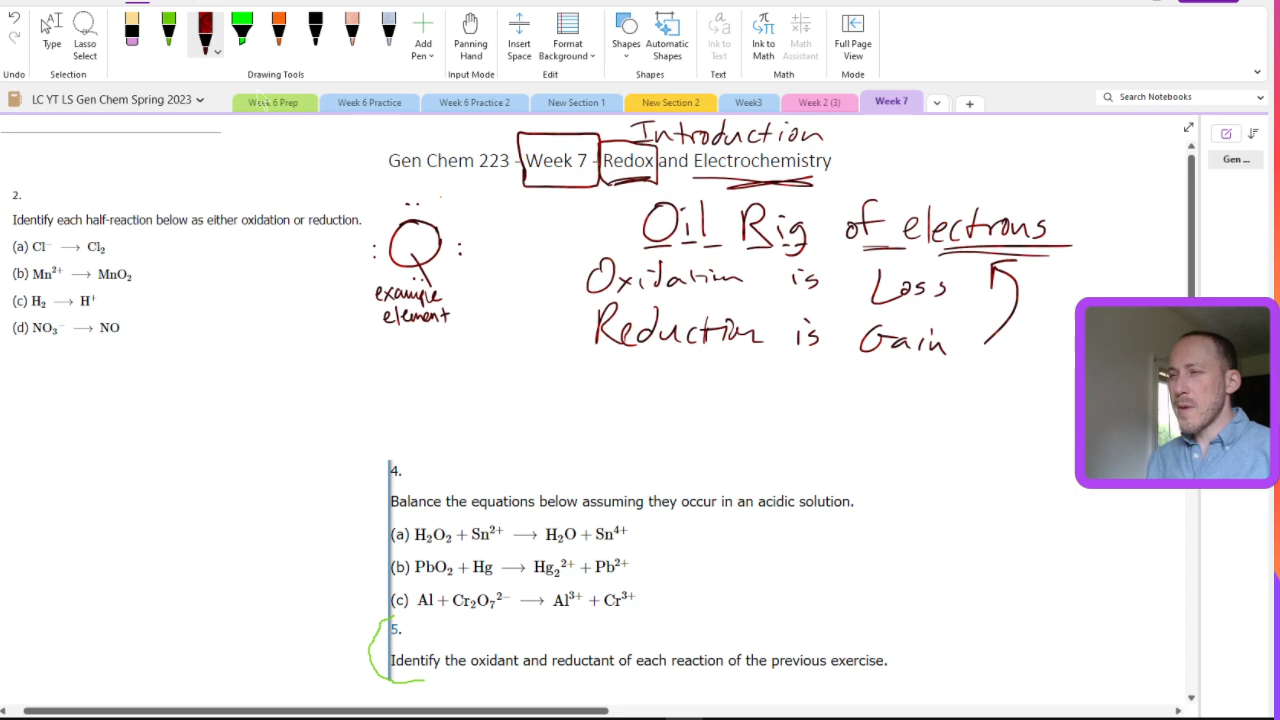 Undo
Type
Lasso Select
Selection
Drawing Tools
Add Pen
Panning Hand
Input Mode
Insert Space
Format Background
Edit
Shapes
Automatic Shapes
Shapes
Ink to Text
Text
Ink to Math
Math Assistant
Math
Full Page View
Mode
LC YT LS Gen Chem Spring 2023
Week 6 Prep
Week 6 Practice
Week 6 Practice 2
New Section 1
New Section 2
Week3
Week 2 (3)
Week 7
Search Notebooks
Gen ...
Introduction
Gen Chem 223 - Week 7 - Redox and Electrochemistry
2.
Identify each half-reaction below as either oxidation or reduction.
(a) Cl⁻ ⟶ Cl₂
(b) Mn²⁺ ⟶ MnO₂
(c) H₂ ⟶ H⁺
(d) NO₃⁻ ⟶ NO
example
element
Oil Rig of electrons
Oxidation is Loss
Reduction is Gain
4.
Balance the equations below assuming they occur in an acidic solution.
(a) H₂O₂ + Sn²⁺ ⟶ H₂O + Sn⁴⁺
(b) PbO₂ + Hg ⟶ Hg₂²⁺ + Pb²⁺
(c) Al + Cr₂O₇²⁻ ⟶ Al³⁺ + Cr³⁺
5.
Identify the oxidant and reductant of each reaction of the previous exercise.